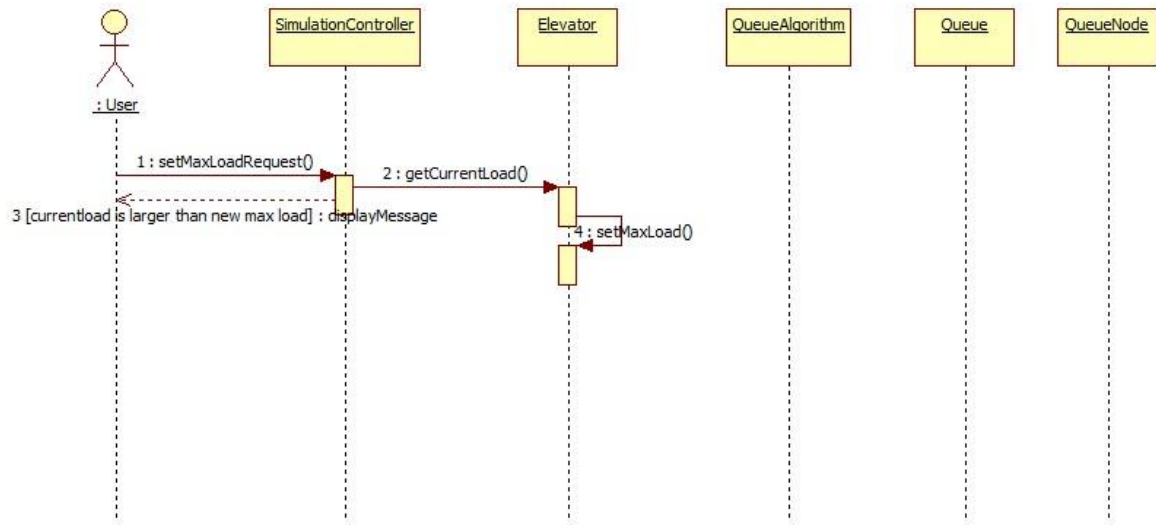 SimulationController
Elevator
QueueAlgorithm
Queue
QueueNode
: User
1 : setMaxLoadRequest()
2 : getCurrentLoad()
3 [currentload is larger than new max load] : displayMessage
4 : setMaxLoad()